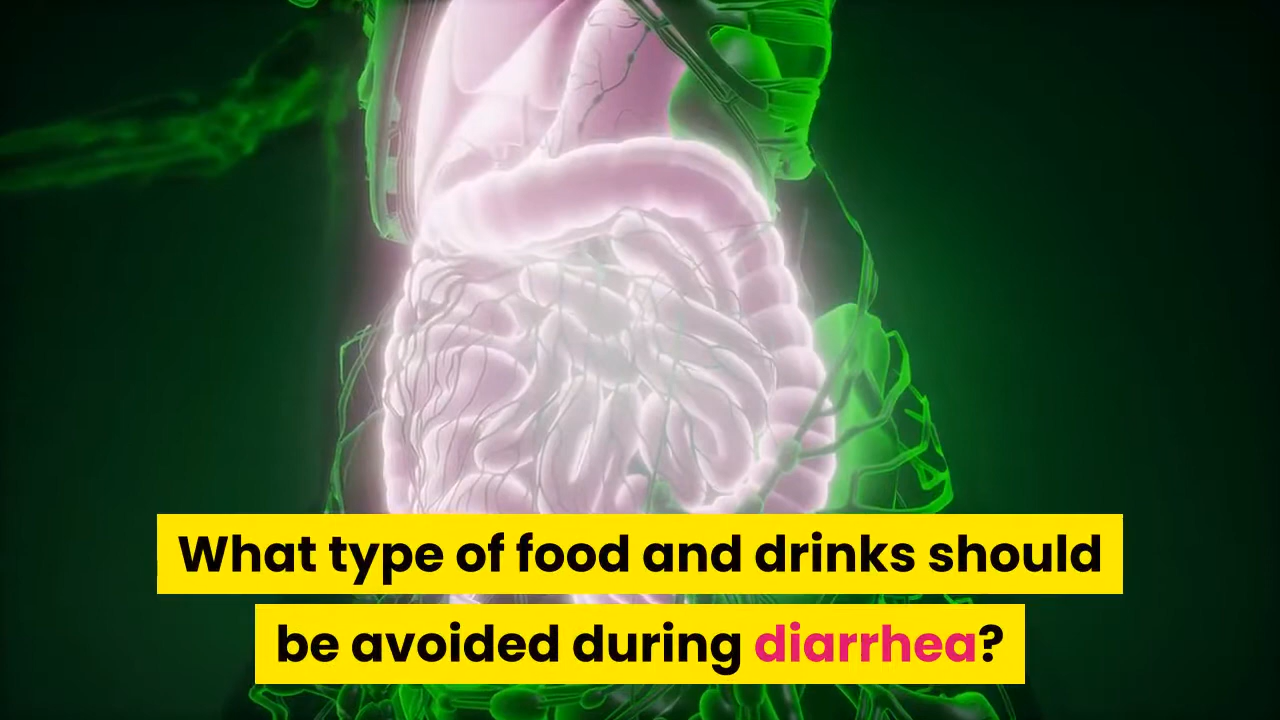 What type of food and drinks should
be avoided during diarrhea?